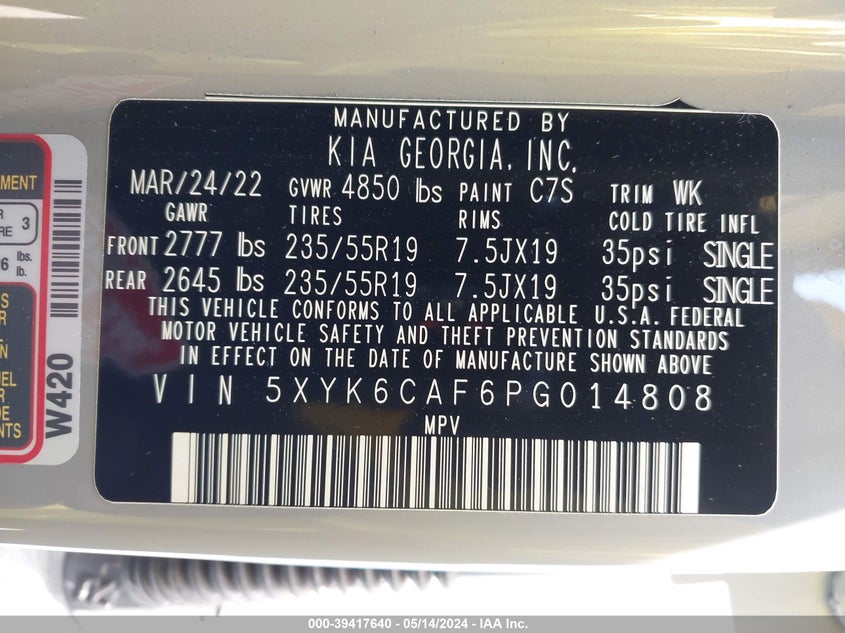 MANUFACTURED BY
KIA GEORGIA, INC.
MAR/24/22 GVWR 4850 lbs PAINT C7S TRIM WK
GAWR TIRES RIMS COLD TIRE INFL
FRONT 2777 lbs 235/55R19 7.5JX19 35psi SINGLE
REAR 2645 lbs 235/55R19 7.5JX19 35psi SINGLE
THIS VEHICLE CONFORMS TO ALL APPLICABLE U.S.A. FEDERAL
MOTOR VEHICLE SAFETY AND THEFT PREVENTION STANDARDS
IN EFFECT ON THE DATE OF MANUFACTURE SHOWN ABOVE
VIN 5XYK6CAF6PG014808
MPV
3
lbs.
lb.
W420
000-39417640 - 05/14/2024 - IAA Inc.